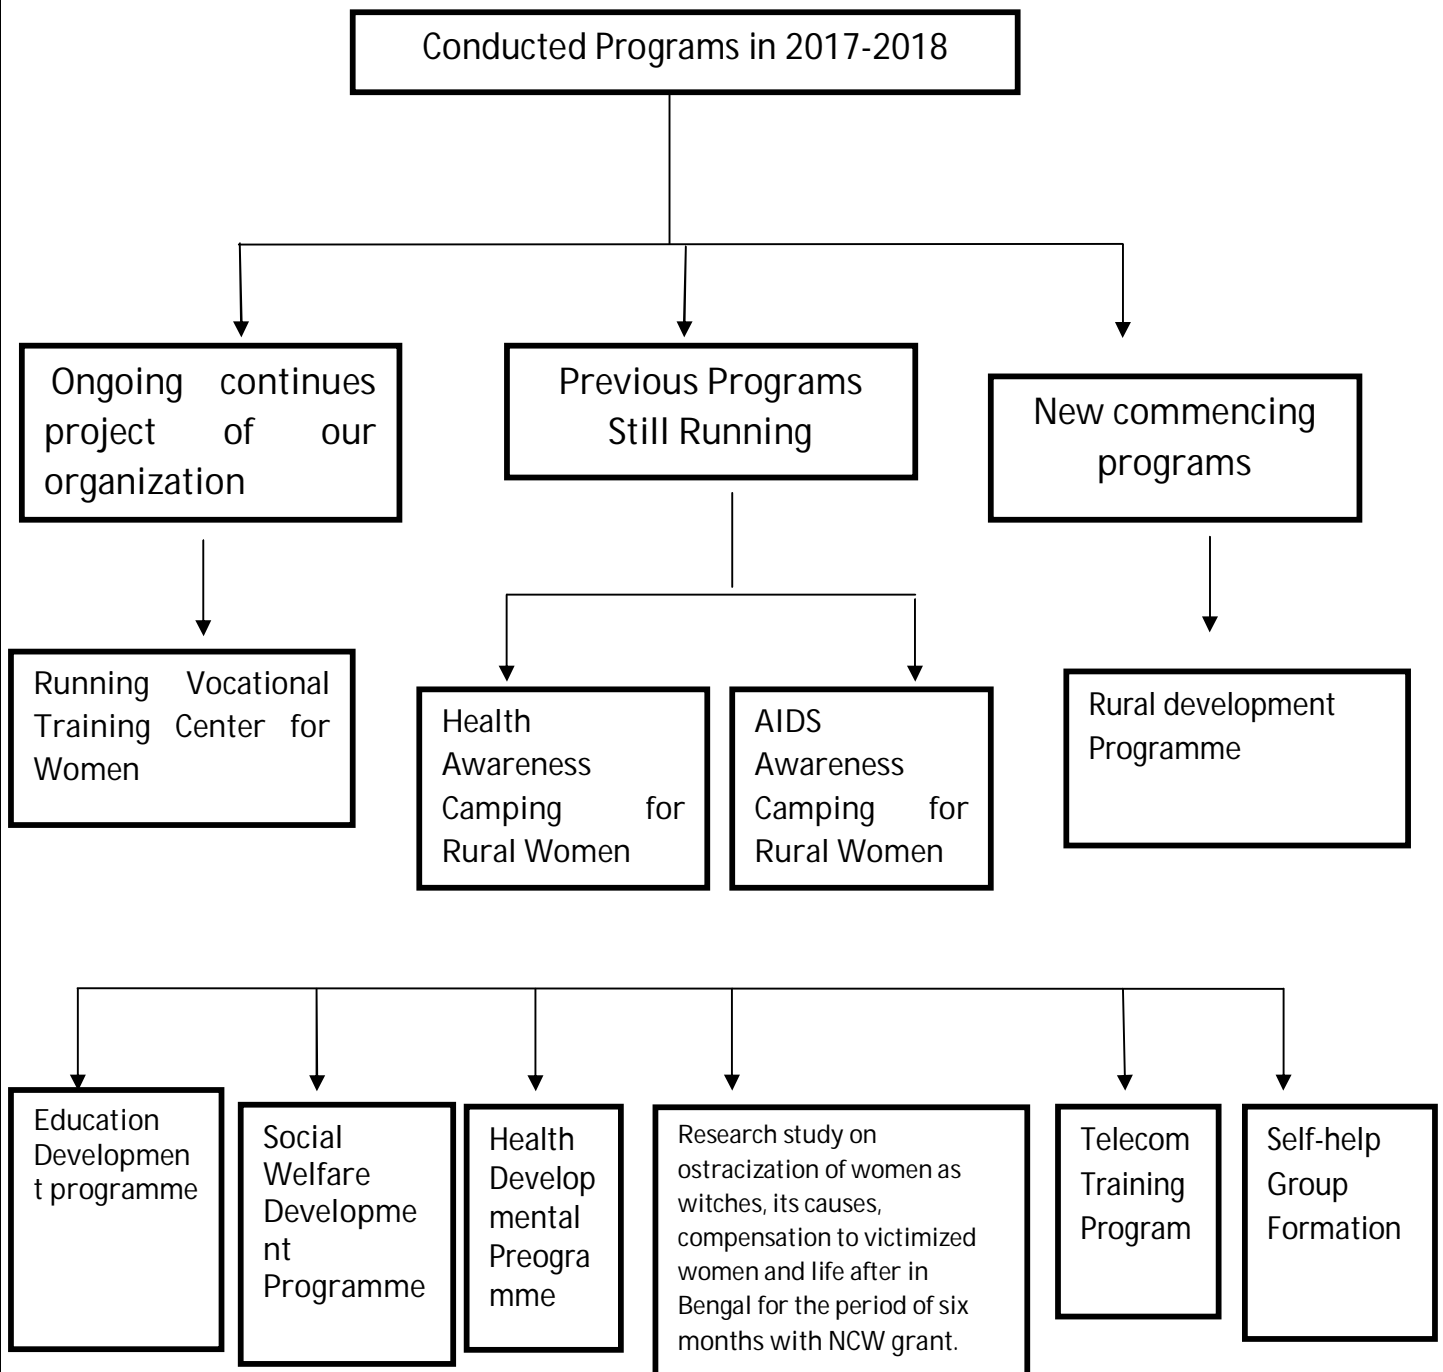 Conducted Programs in 2017-2018
Ongoing continues
project of our
organization
Previous Programs
Still Running
New commencing
programs
Running Vocational
Training Center for
Women
Health
Awareness
Camping for
Rural Women
AIDS
Awareness
Camping for
Rural Women
Rural development
Programme
Education
Developmen
t programme
Social
Welfare
Developme
nt
Programme
Health
Develop
mental
Preogra
mme
Research study on
ostracization of women as
witches, its causes,
compensation to victimized
women and life after in
Bengal for the period of six
months with NCW grant.
Telecom
Training
Program
Self-help
Group
Formation